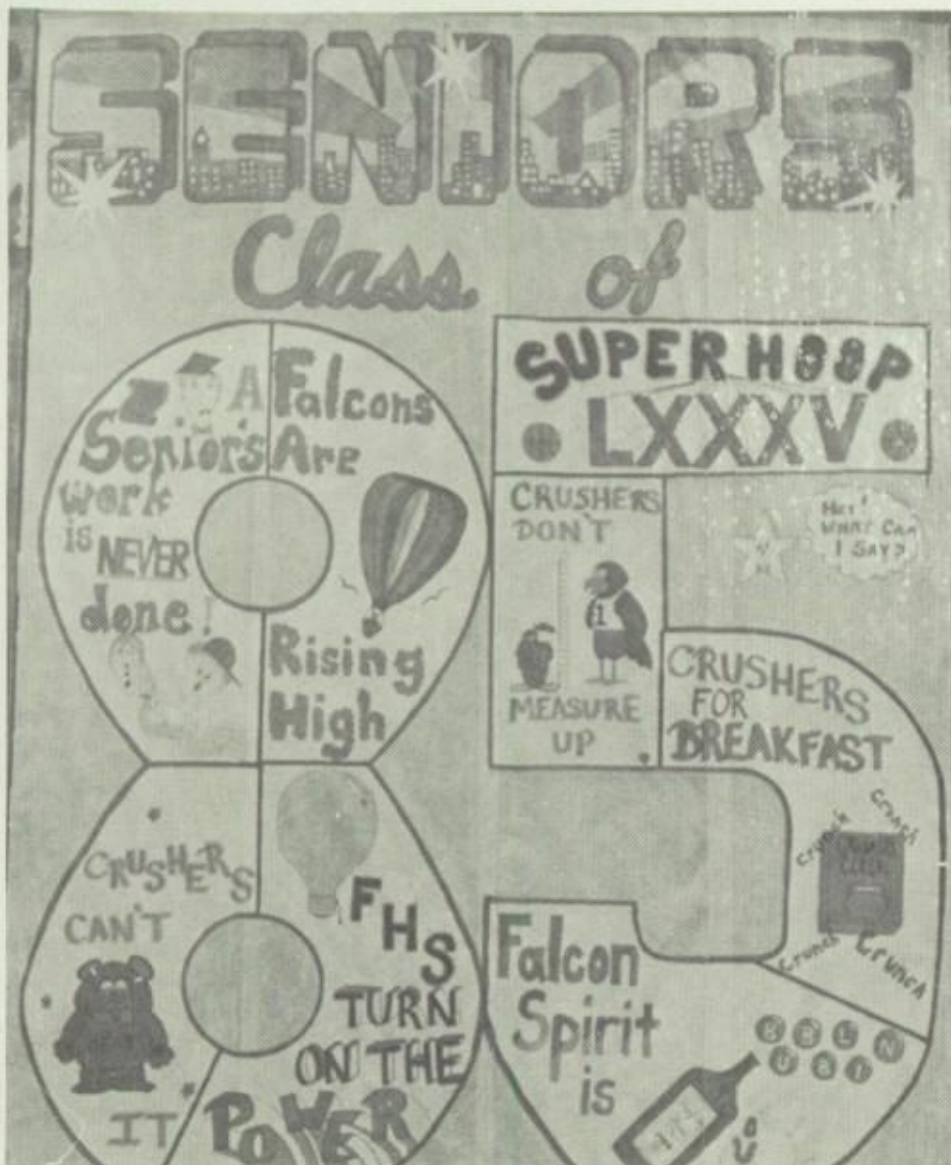 SENIORS
Class of
A
Seniors
work
is NEVER
done!
Falcons
Are
Rising
High
CRUSHERS
CAN'T
IT
FHS
TURN
ON THE
POWER
SUPER HOOP
LXXXV
CRUSHERS
DON'T
1
MEASURE
UP
HEY!
WHAT CAN
I SAY?
CRUSHERS
FOR
BREAKFAST
crunch
crunch
crunch
crunch
Falcon
Spirit
is